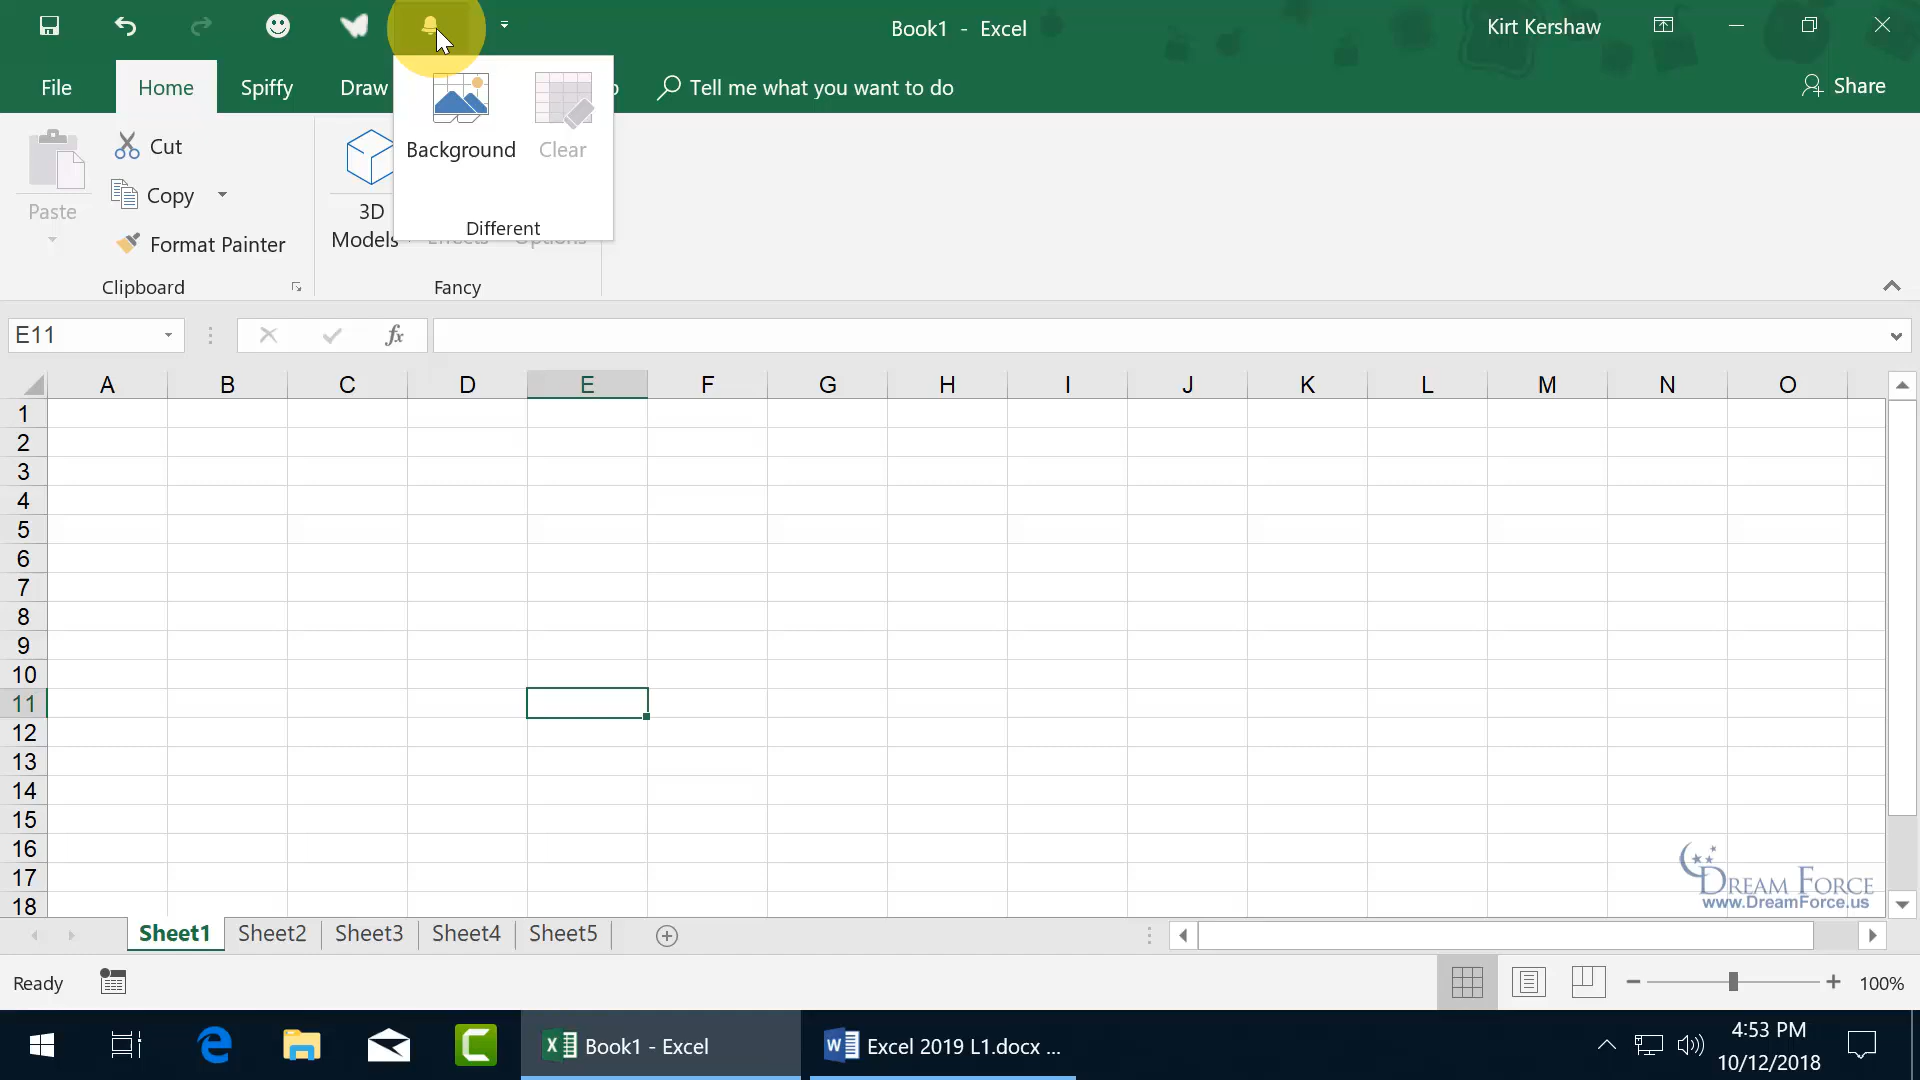 Book1 - Excel
Kirt Kershaw
File
Home
Spiffy
Draw
Tell me what you want to do
Share
Cut
Copy
Format Painter
Paste
Clipboard
3D
Models
Effects
Options
Fancy
Background
Clear
Different
E11
fx
A B C D E F G H I J K L M N O
1
2
3
4
5
6
7
8
9
10
11
12
13
14
15
16
17
18
DREAM FORCE
www.DreamForce.us
Sheet1
Sheet2
Sheet3
Sheet4
Sheet5
Ready
100%
Book1 - Excel
Excel 2019 L1.docx ...
4:53 PM
10/12/2018